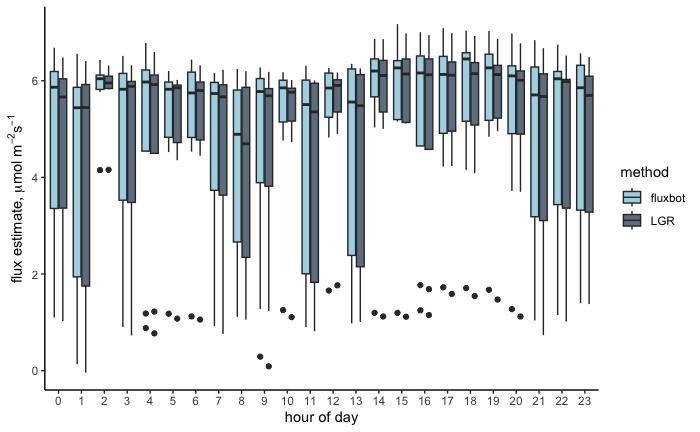 flux estimate, μmol m⁻²s⁻¹
6
4
2
0
0 1 2 3 4 5 6 7 8 9 10 11 12 13 14 15 16 17 18 19 20 21 22 23
hour of day
method
fluxbot
LGR